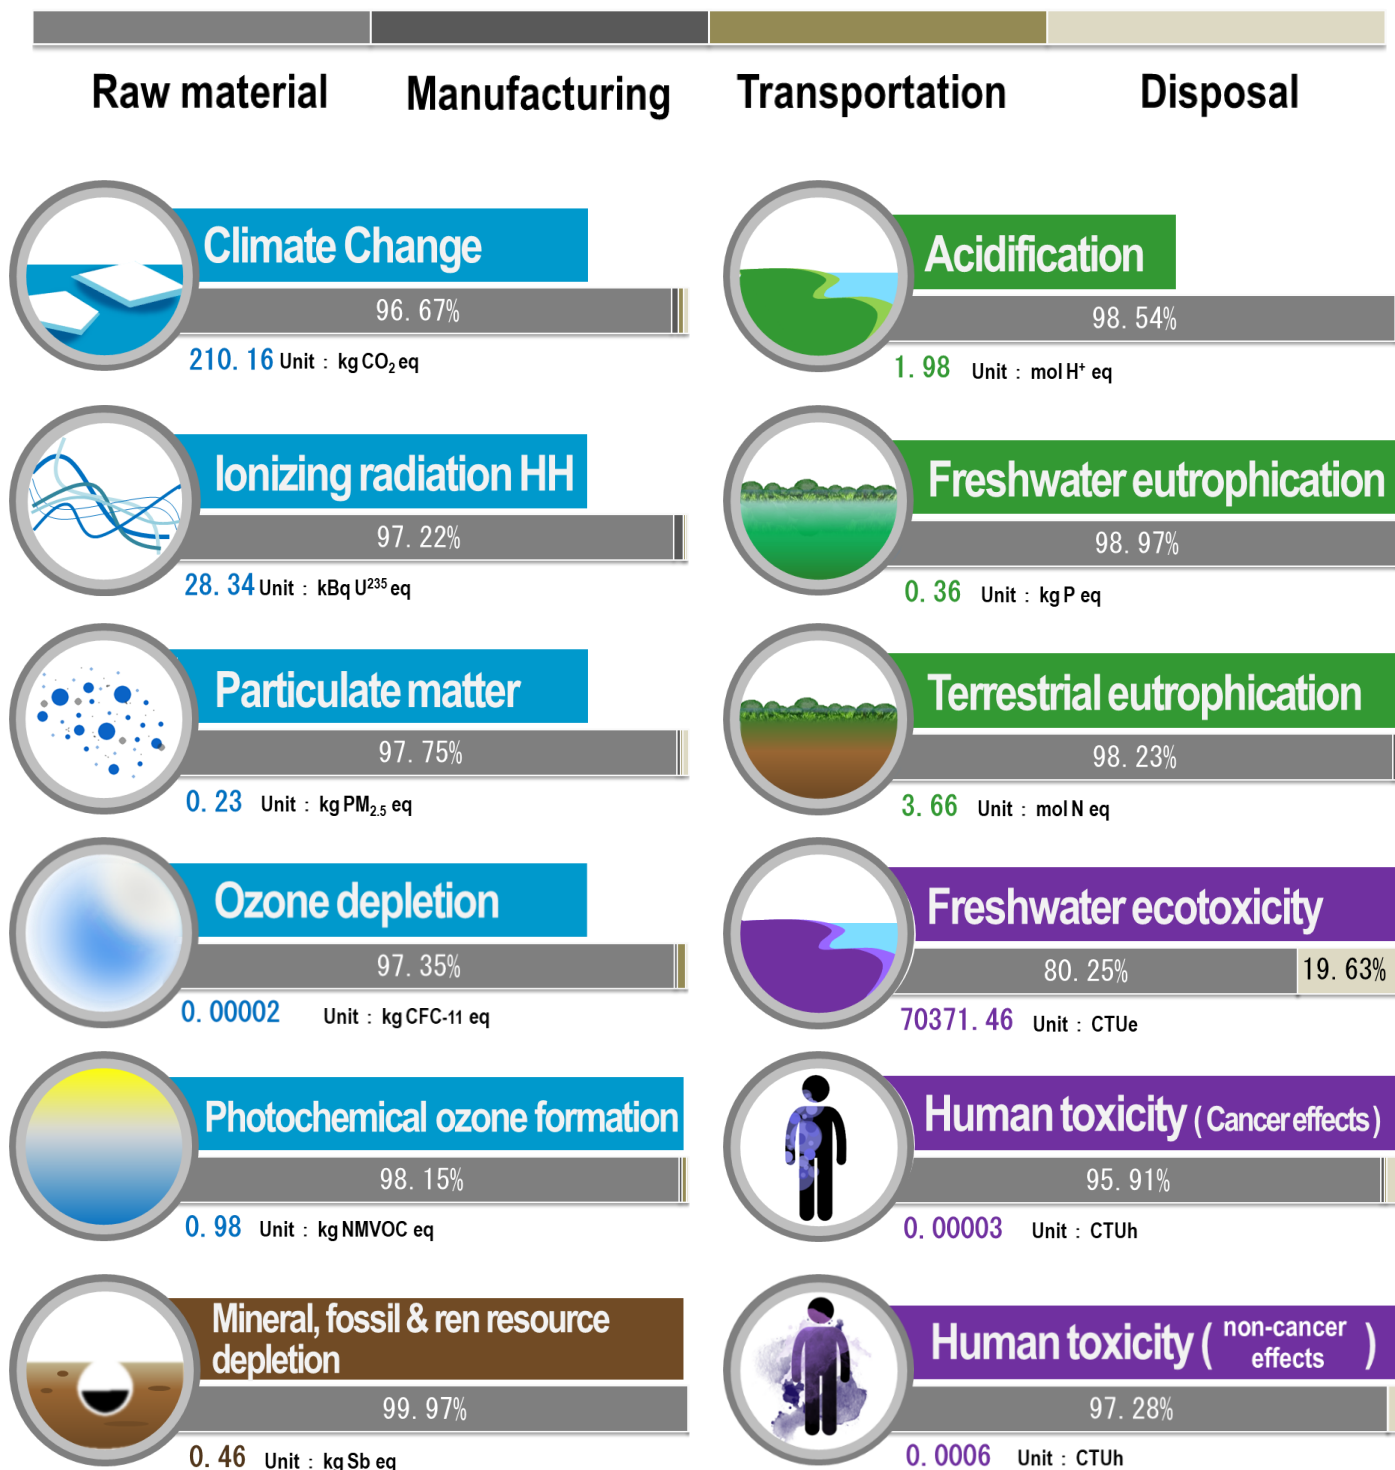 Raw material
Manufacturing
Transportation
Disposal
Climate Change
96.67%
210.16 Unit : kg CO₂ eq
Ionizing radiation HH
97.22%
28.34 Unit : kBq U²³⁵ eq
Particulate matter
97.75%
0.23 Unit : kg PM₂.₅ eq
Ozone depletion
97.35%
0.00002 Unit : kg CFC-11 eq
Photochemical ozone formation
98.15%
0.98 Unit : kg NMVOC eq
Mineral, fossil & ren resource
depletion
99.97%
0.46 Unit : kg Sb eq
Acidification
98.54%
1.98 Unit : mol H⁺ eq
Freshwater eutrophication
98.97%
0.36 Unit : kg P eq
Terrestrial eutrophication
98.23%
3.66 Unit : mol N eq
Freshwater ecotoxicity
80.25% 19.63%
70371.46 Unit : CTUe
Human toxicity ( Cancer effects )
95.91%
0.00003 Unit : CTUh
Human toxicity ( non-cancer
effects )
97.28%
0.0006 Unit : CTUh